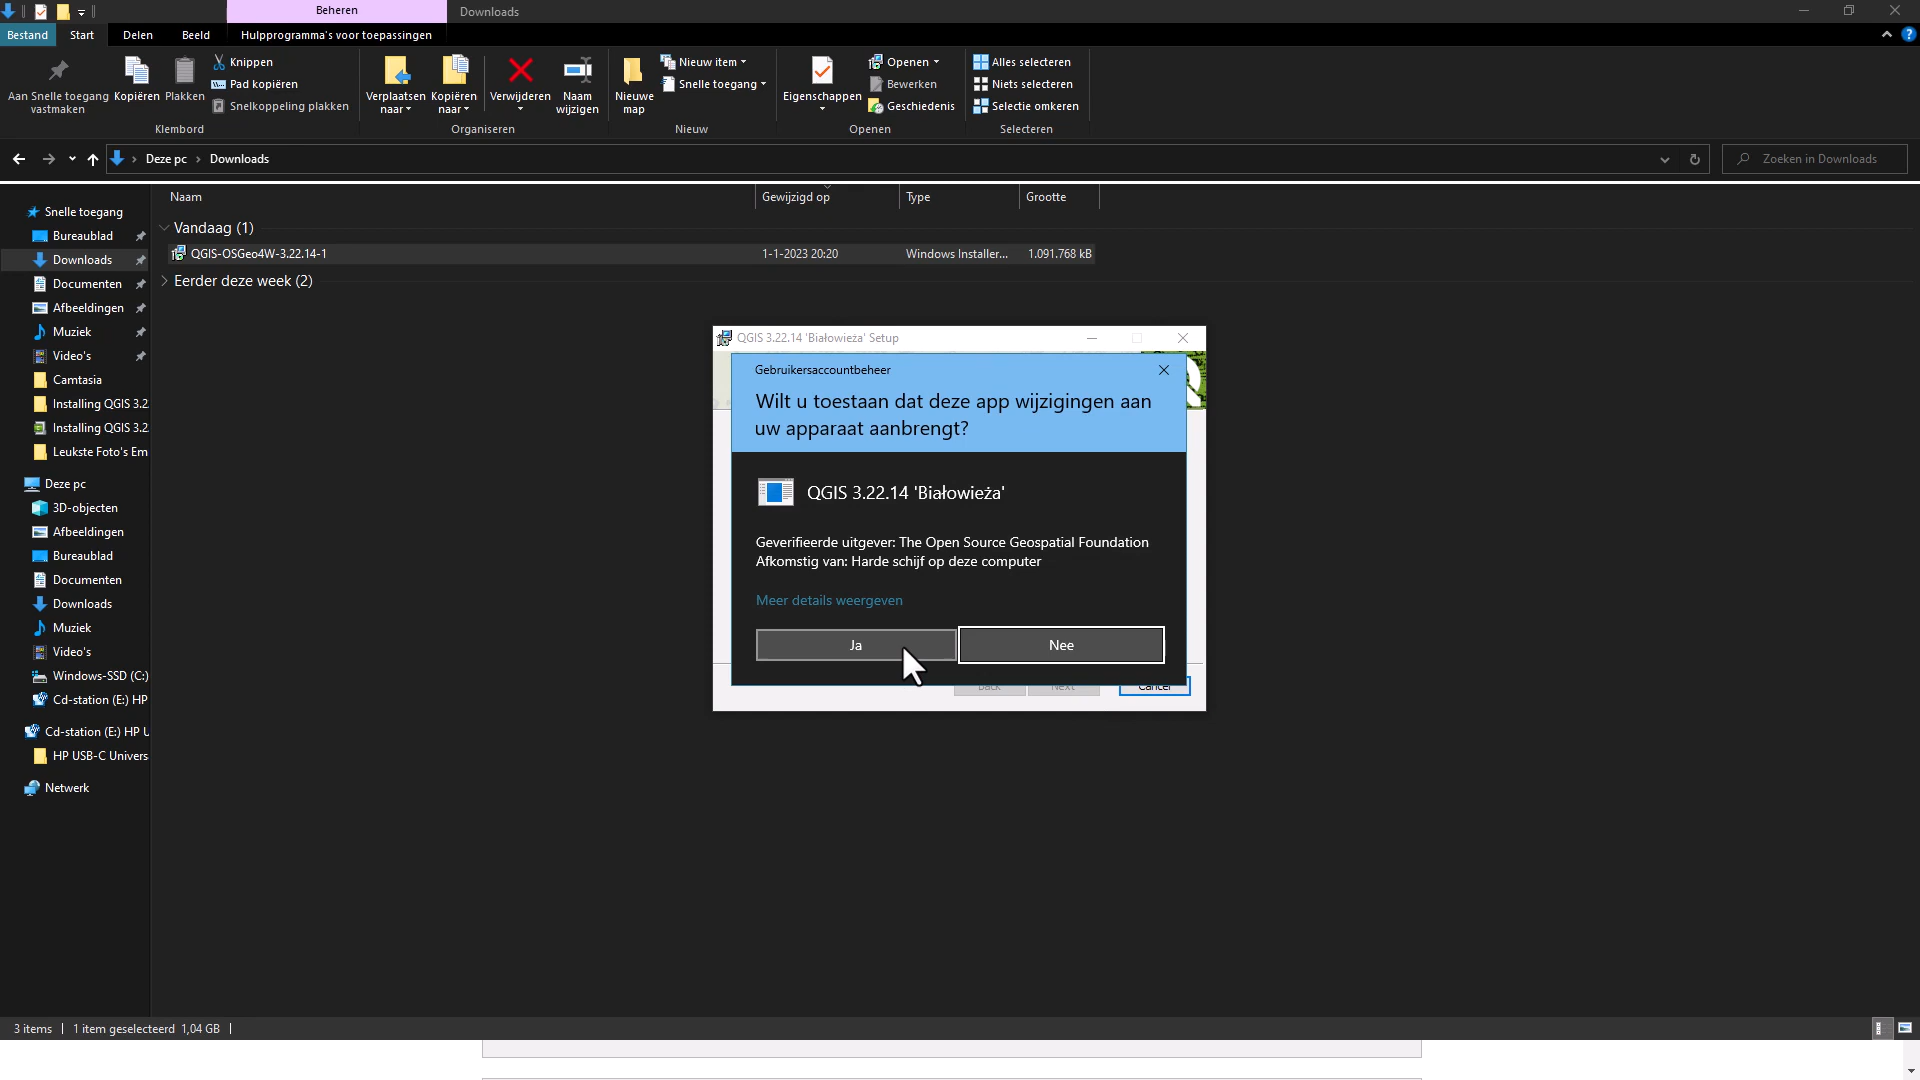 Beheren
Downloads
Bestand
Start
Delen
Beeld
Hulpprogramma's voor toepassingen
Aan Snelle toegang
vastmaken
Kopiëren
Plakken
Knippen
Pad kopiëren
Snelkoppeling plakken
Klembord
Verplaatsen
naar
Kopiëren
naar
Verwijderen
Naam
wijzigen
Organiseren
Nieuwe
map
Nieuw item
Snelle toegang
Nieuw
Eigenschappen
Openen
Bewerken
Geschiedenis
Openen
Alles selecteren
Niets selecteren
Selectie omkeren
Selecteren
Deze pc
Downloads
Zoeken in Downloads
Naam
Gewijzigd op
Type
Grootte
Vandaag (1)
QGIS-OSGeo4W-3.22.14-1
1-1-2023 20:20
Windows Installer...
1.091.768 kB
Eerder deze week (2)
Snelle toegang
Bureaublad
Downloads
Documenten
Afbeeldingen
Muziek
Video's
Camtasia
Installing QGIS 3.2
Installing QGIS 3.2
Leukste Foto's Em
Deze pc
3D-objecten
Afbeeldingen
Bureaublad
Documenten
Downloads
Muziek
Video's
Windows-SSD (C:)
Cd-station (E:) HP
Cd-station (E:) HP U
HP USB-C Univers
Netwerk
QGIS 3.22.14 'Białowieża' Setup
Gebruikersaccountbeheer
Wilt u toestaan dat deze app wijzigingen aan
uw apparaat aanbrengt?
QGIS 3.22.14 'Białowieża'
Geverifieerde uitgever: The Open Source Geospatial Foundation
Afkomstig van: Harde schijf op deze computer
Meer details weergeven
Ja
Nee
Back
Next
Cancel
3 items
1 item geselecteerd 1,04 GB